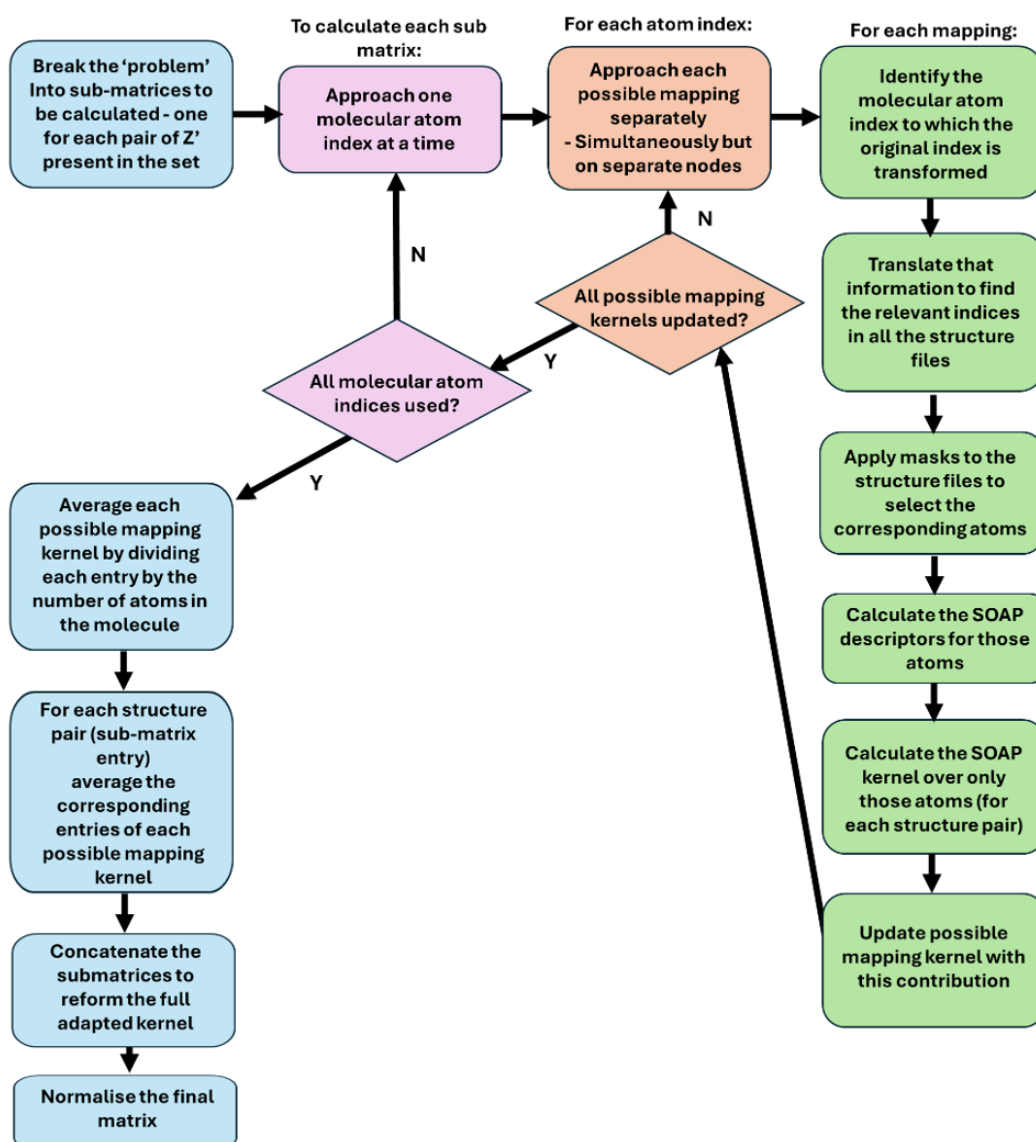 To calculate each sub
matrix:
For each atom index:
For each mapping:
Break the ‘problem’
Into sub-matrices to
be calculated - one
for each pair of Z’
present in the set
Approach one
molecular atom
index at a time
Approach each
possible mapping
separately
- Simultaneously but
on separate nodes
Identify the
molecular atom
index to which the
original index is
transformed
N
N
Translate that
information to find
the relevant indices
in all the structure
files
All possible mapping
kernels updated?
Y
All molecular atom
indices used?
Y
Apply masks to the
structure files to
select the
corresponding atoms
Average each
possible mapping
kernel by dividing
each entry by the
number of atoms in
the molecule
Calculate the SOAP
descriptors for those
atoms
For each structure
pair (sub-matrix
entry)
average the
corresponding
entries of each
possible mapping
kernel
Calculate the SOAP
kernel over only
those atoms (for
each structure pair)
Update possible
mapping kernel with
this contribution
Concatenate the
submatrices to
reform the full
adapted kernel
Normalise the final
matrix